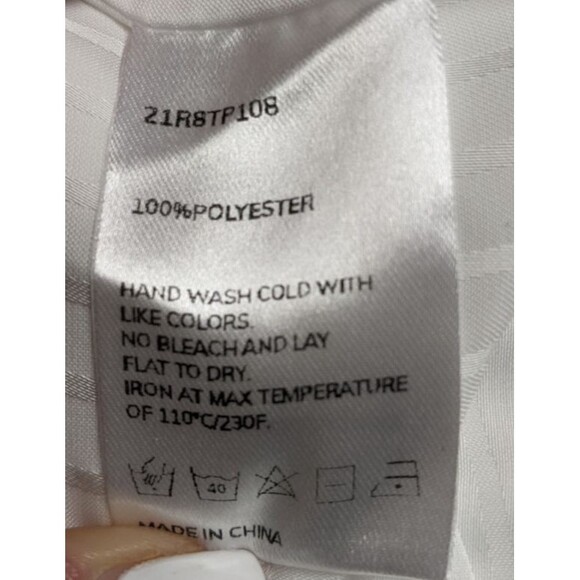 21R8TP108
100%POLYESTER
HAND WASH COLD WITH
LIKE COLORS.
NO BLEACH AND LAY
FLAT TO DRY.
IRON AT MAX TEMPERATURE
OF 110°C/230F.
40
MADE IN CHINA